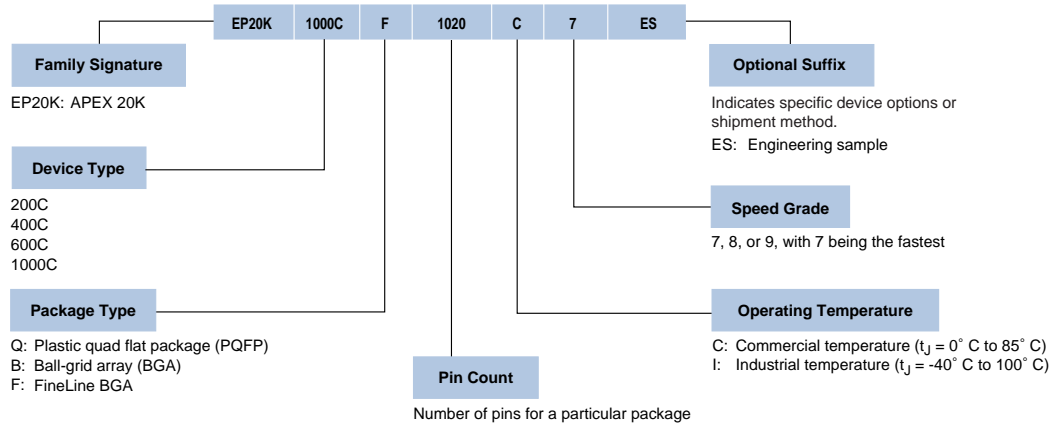 EP20K 1000C F 1020 C 7 ES
Family Signature
EP20K: APEX 20K
Optional Suffix
Indicates specific device options or
shipment method.
ES: Engineering sample
Device Type
200C
400C
600C
1000C
Speed Grade
7, 8, or 9, with 7 being the fastest
Package Type
Q: Plastic quad flat package (PQFP)
B: Ball-grid array (BGA)
F: FineLine BGA
Operating Temperature
C: Commercial temperature (tJ = 0° C to 85° C)
I: Industrial temperature (tJ = -40° C to 100° C)
Pin Count
Number of pins for a particular package